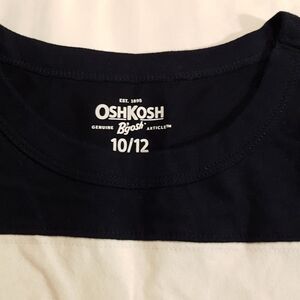 EST. 1895
OSHKOSH
GENUINE B'gosh ARTICLE™
10/12